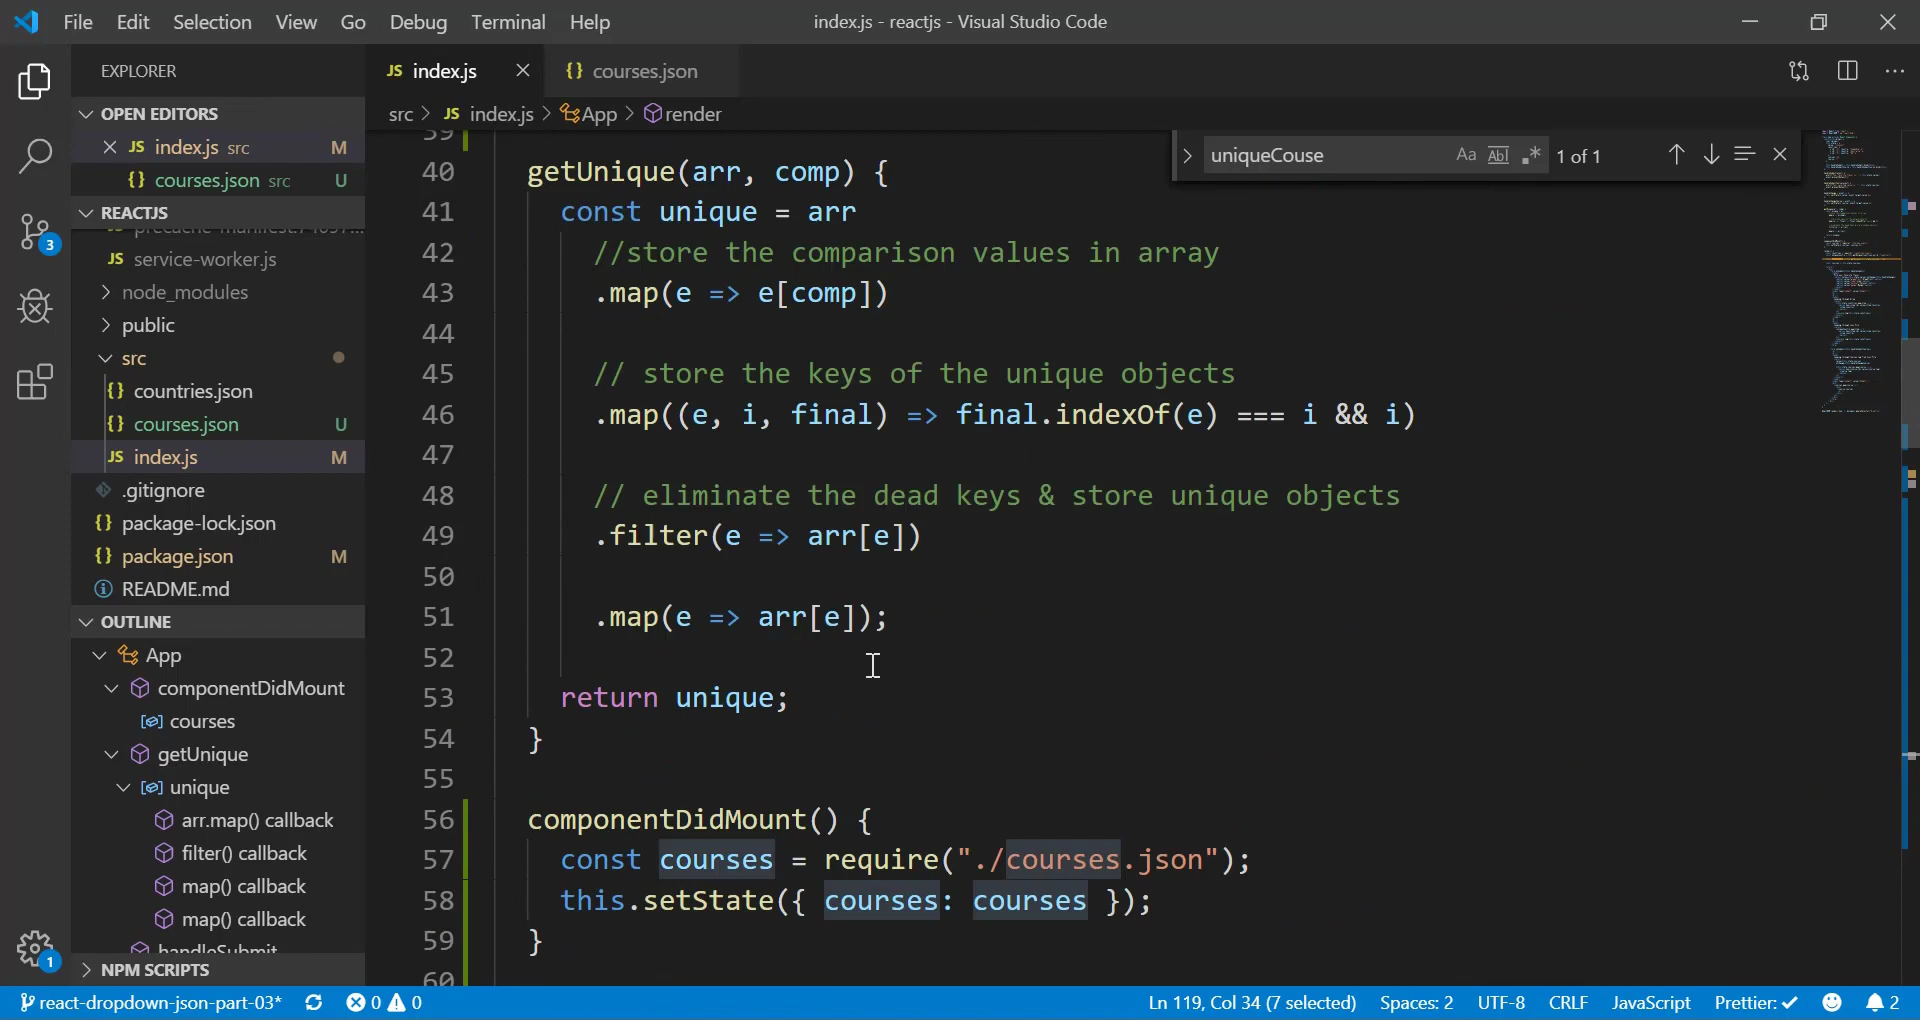 File Edit Selection View Go Debug Terminal Help
index.js - reactjs - Visual Studio Code
EXPLORER
OPEN EDITORS
JS index.js src M
{} courses.json src U
REACTJS
JS service-worker.js
node_modules
public
src
{} countries.json
{} courses.json U
JS index.js M
.gitignore
{} package-lock.json
{} package.json M
README.md
OUTLINE
App
componentDidMount
courses
getUnique
unique
arr.map() callback
filter() callback
map() callback
map() callback
handleSubmit
NPM SCRIPTS
3
1
JS index.js
{} courses.json
src > JS index.js > App > render
uniqueCouse Aa Abl .* 1 of 1
39
40 getUnique(arr, comp) {
41 const unique = arr
42 //store the comparison values in array
43 .map(e => e[comp])
44
45 // store the keys of the unique objects
46 .map((e, i, final) => final.indexOf(e) === i && i)
47
48 // eliminate the dead keys & store unique objects
49 .filter(e => arr[e])
50
51 .map(e => arr[e]);
52
53 return unique;
54 }
55
56 componentDidMount() {
57 const courses = require("./courses.json");
58 this.setState({ courses: courses });
59 }
60
react-dropdown-json-part-03* 0 0 Ln 119, Col 34 (7 selected) Spaces: 2 UTF-8 CRLF JavaScript Prettier: ✓ 2